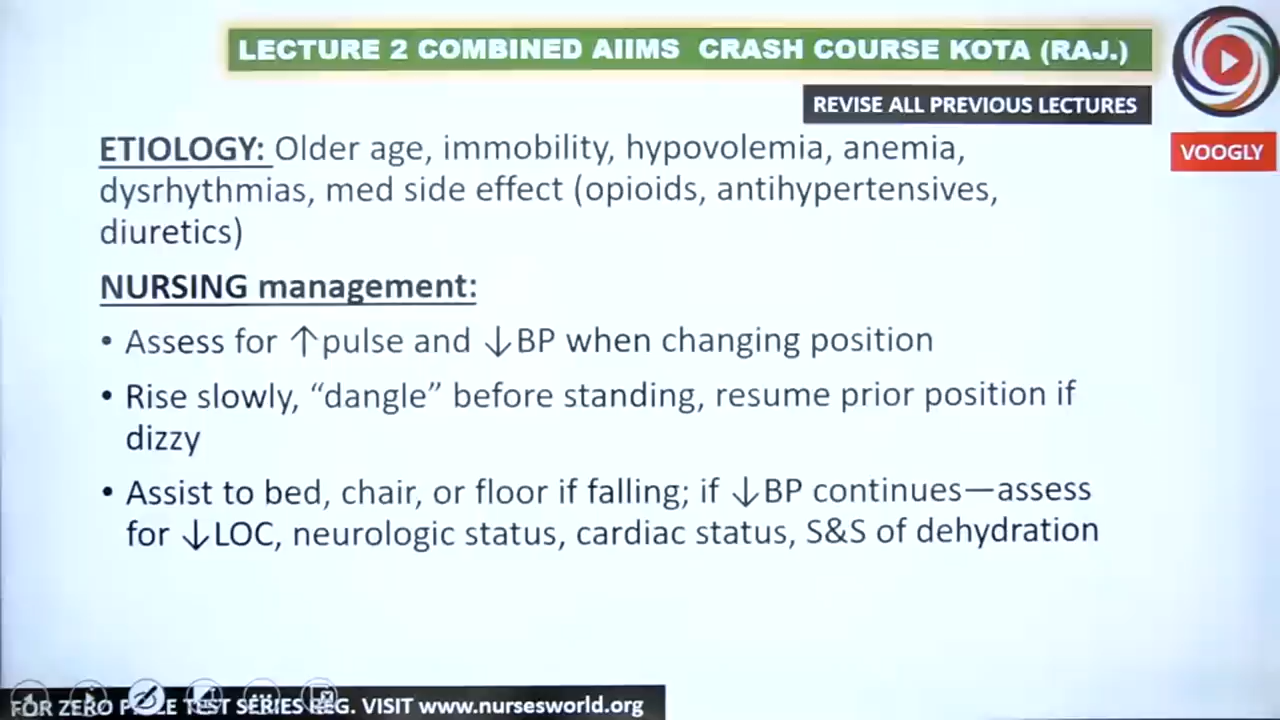 LECTURE 2 COMBINED AIIMS CRASH COURSE KOTA (RAJ.)
REVISE ALL PREVIOUS LECTURES
VOOGLY
ETIOLOGY: Older age, immobility, hypovolemia, anemia,
dysrhythmias, med side effect (opioids, antihypertensives,
diuretics)
NURSING management:
• Assess for ↑pulse and ↓BP when changing position
• Rise slowly, “dangle” before standing, resume prior position if
dizzy
• Assist to bed, chair, or floor if falling; if ↓BP continues—assess
for ↓LOC, neurologic status, cardiac status, S&S of dehydration
FOR ZERO TEST SERIES REG. VISIT www.nursesworld.org